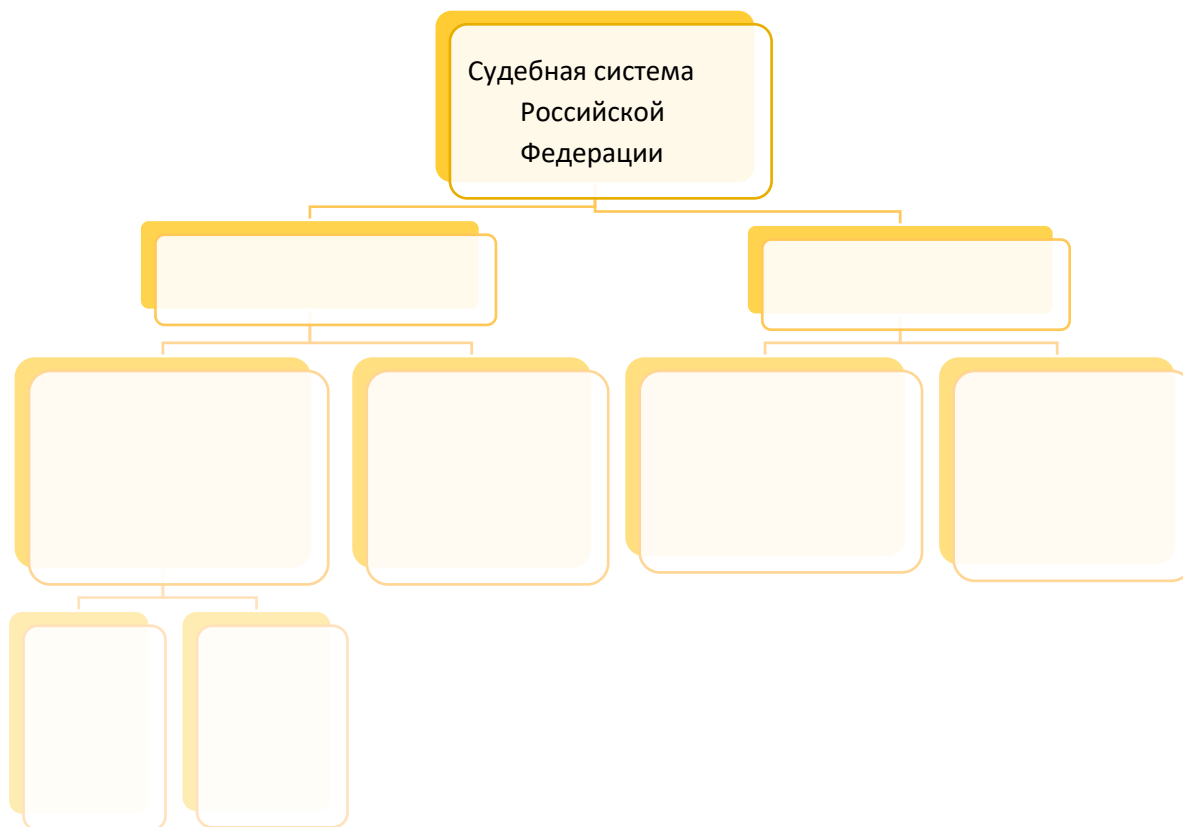 Судебная система
Российской
Федерации